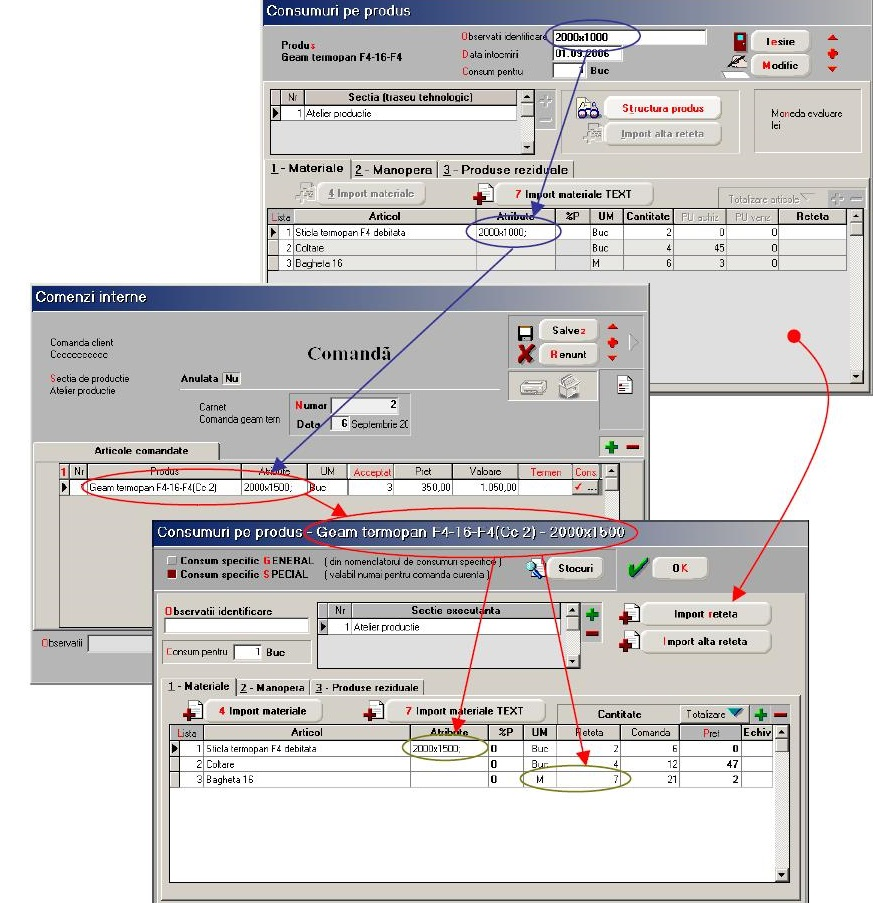 Consumuri pe produs
Produs
Geam termopan F4-16-F4
Observatii identificare 2000x1000
Data intocmiri 01.09.2006
Consum pentru 1 Buc
Iesire
Modific
Nr Sectia (traseu tehnologic)
1 Atelier productie
Structura produs
Import alta reteta
Moneda evaluare
lei
1 - Materiale 2 - Manopera 3 - Produse reziduale
4 Import materiale 7 Import materiale TEXT Totalizare articole
Lista Articol Atribute %P UM Cantitate PU achiz PU vanz Reteta
1 Sticla termopan F4 debitata 2000x1000; Buc 2 0 0
2 Coltare Buc 4 45 0
3 Bagheta 16 M 6 3 0
Comenzi interne
Comanda client
Cccccccccc
Sectia de productie
Atelier productie
Comandă
Anulata Nu
Carnet
Comanda geam term
Numar 2
Data 6 Septembrie 20
Salvez
Renunt
Articole comandate
1 Nr Produs Atribute UM Acceptat Pret Valoare Termen Cons
Geam termopan F4-16-F4(Cc 2) 2000x1500; Buc 3 350,00 1.050,00 ...
Observatii
Consumuri pe produs - Geam termopan F4-16-F4(Cc 2) - 2000x1500
Consum specific GENERAL ( din nomenclatorul de consumuri specifice )
Consum specific SPECIAL ( valabil numai pentru comanda curenta )
Stocuri
OK
Observatii identificare
Consum pentru 1 Buc
Nr Sectie executanta
1 Atelier productie
Import reteta
Import alta reteta
1 - Materiale 2 - Manopera 3 - Produse reziduale
4 Import materiale 7 Import materiale TEXT Cantitate Totalizare
Lista Articol Atribute %P UM Reteta Comanda Pret Echiv
1 Sticla termopan F4 debitata 2000x1500; 0 Buc 2 6 0
2 Coltare 0 Buc 4 12 47
3 Bagheta 16 0 M 7 21 2